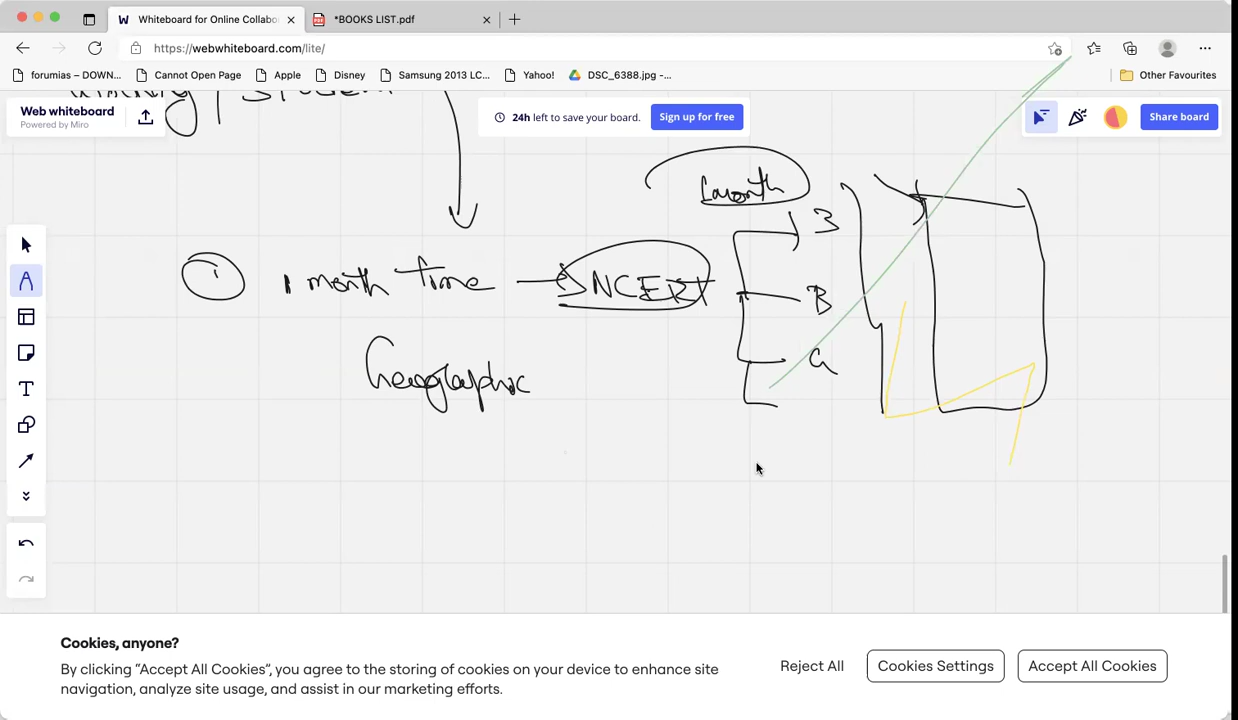 Whiteboard for Online Collabo
*BOOKS LIST.pdf
https://webwhiteboard.com/lite/
forumias – DOWN...
Cannot Open Page
Apple
Disney
Samsung 2013 LC...
Yahoo!
DSC_6388.jpg -...
Other Favourites
Web whiteboard
Powered by Miro
24h left to save your board.
Sign up for free
Share board
student
1 month
3
① 1 month time → NCERT
B
G
Geographic
Cookies, anyone?
By clicking “Accept All Cookies”, you agree to the storing of cookies on your device to enhance site
navigation, analyze site usage, and assist in our marketing efforts.
Reject All
Cookies Settings
Accept All Cookies